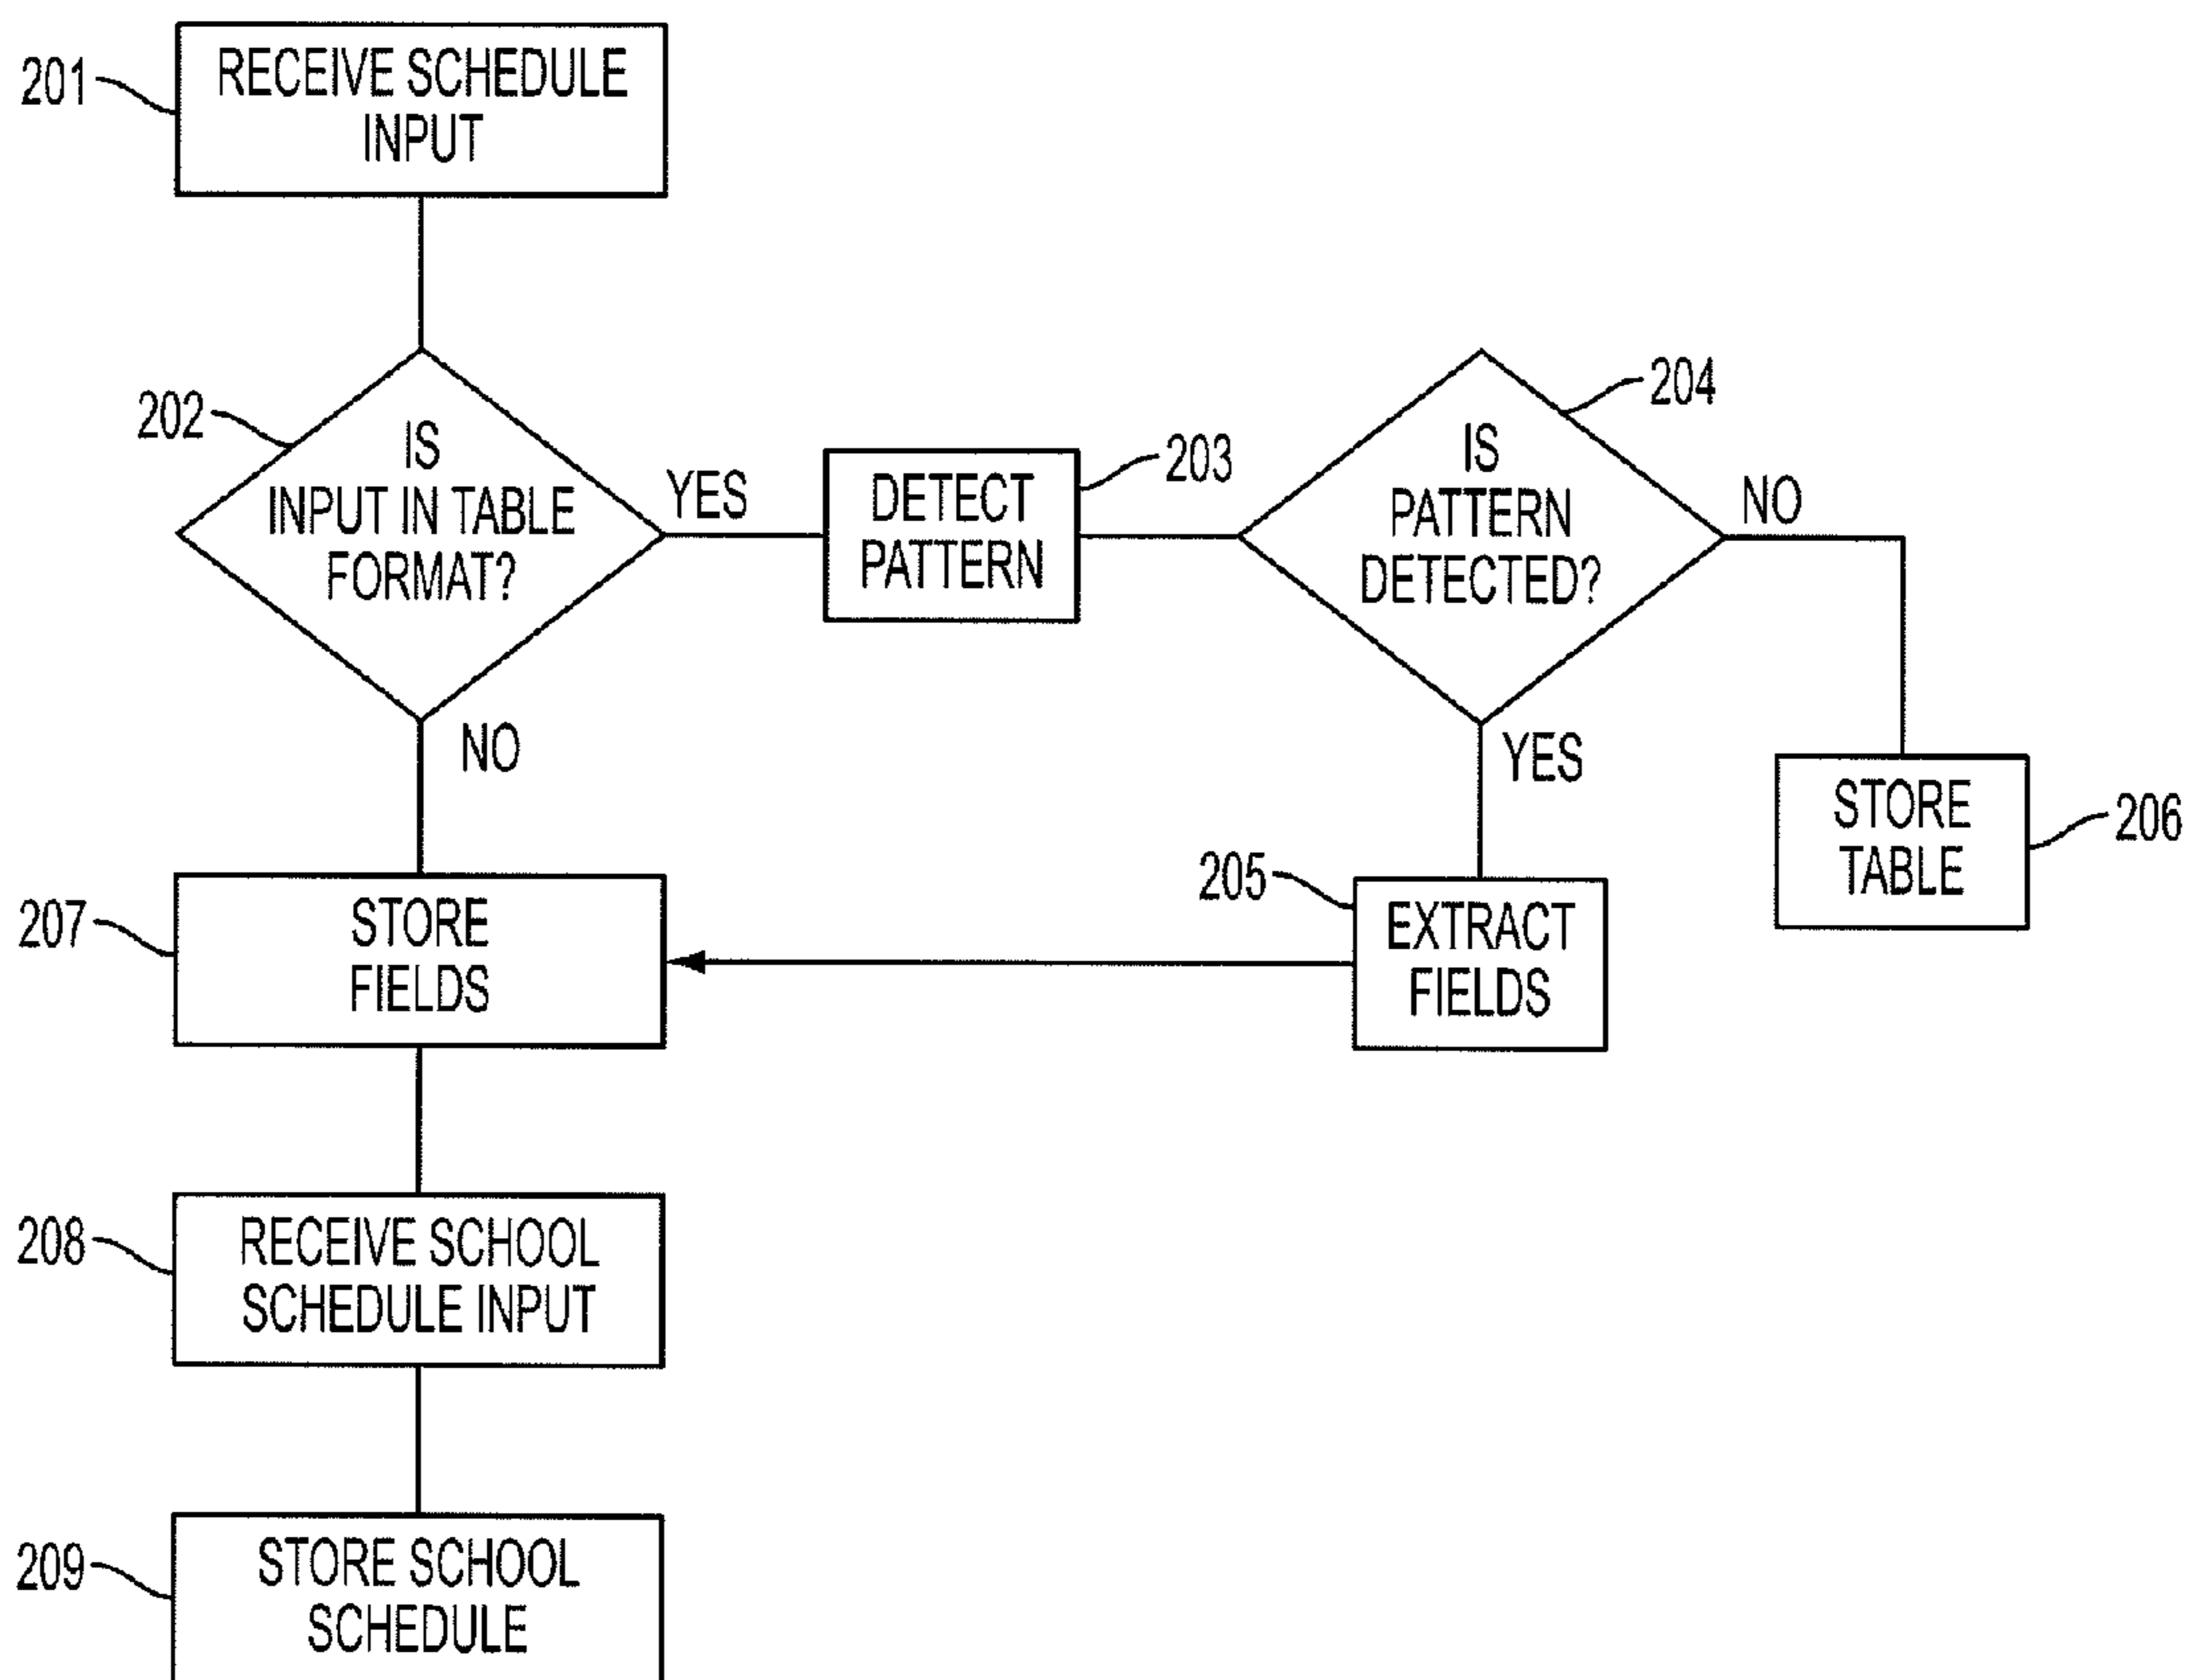 201
RECEIVE SCHEDULE
INPUT
202
IS
INPUT IN TABLE
FORMAT?
YES
NO
203
DETECT
PATTERN
204
IS
PATTERN
DETECTED?
NO
YES
STORE
TABLE
206
205
EXTRACT
FIELDS
207
STORE
FIELDS
208
RECEIVE SCHOOL
SCHEDULE INPUT
209
STORE SCHOOL
SCHEDULE